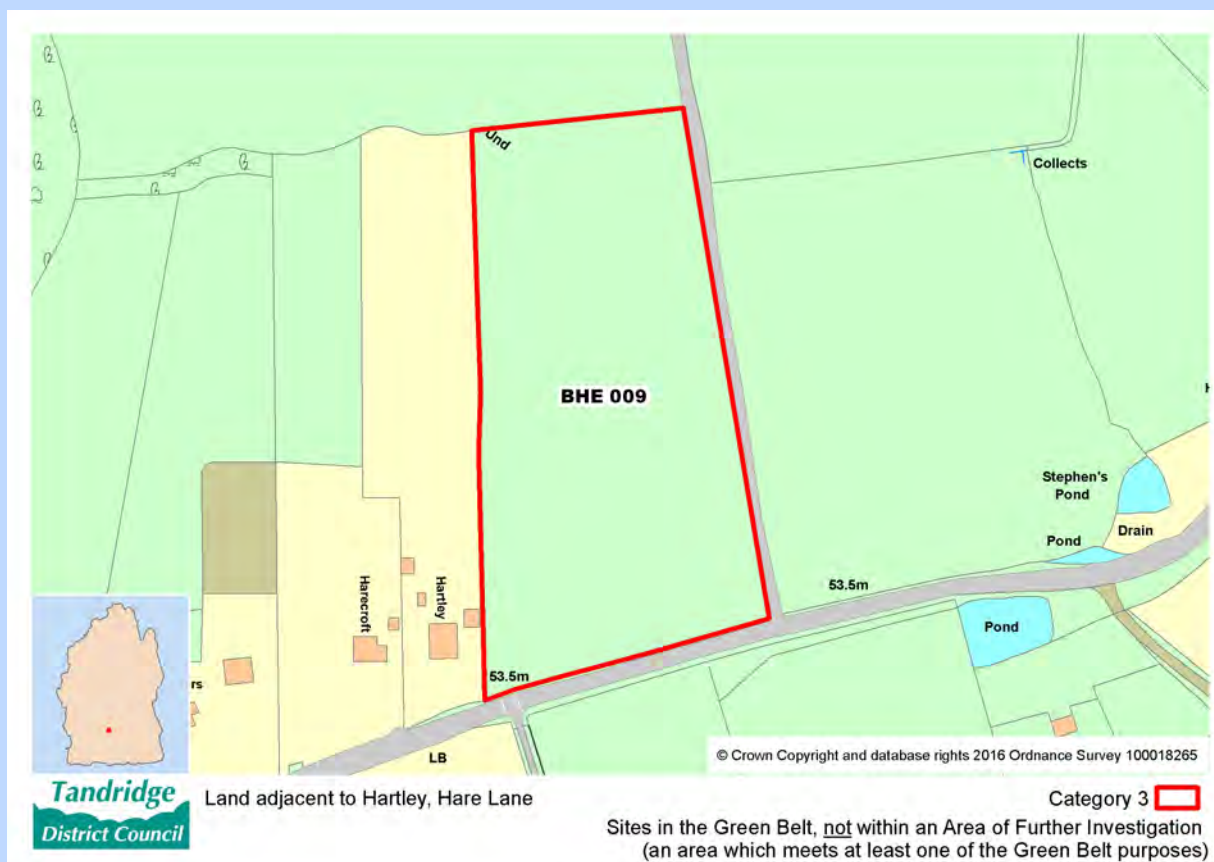 Und
Collects
BHE 009
Stephen's
Pond
Drain
Pond
53.5m
Harecroft
Hartley
Pond
53.5m
rs
LB
H
© Crown Copyright and database rights 2016 Ordnance Survey 100018265
Tandridge
District Council
Land adjacent to Hartley, Hare Lane
Category 3
Sites in the Green Belt, not within an Area of Further Investigation
(an area which meets at least one of the Green Belt purposes)